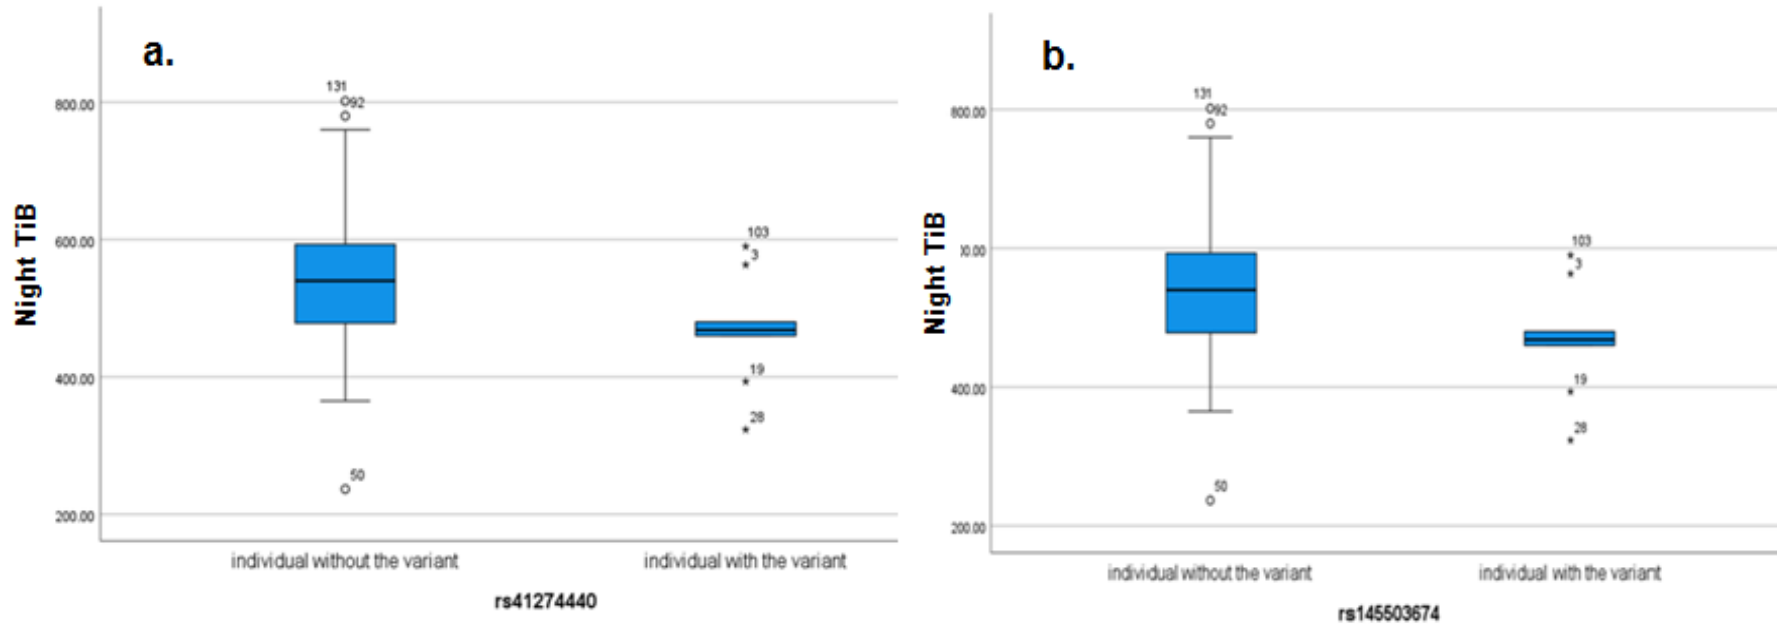 a.
131
92
800.00
Night TiB
600.00
103
3
400.00
19
28
50
200.00
individual without the variant
individual with the variant
rs41274440
b.
131
92
800.00
Night TiB
00.00
103
3
400.00
19
28
50
200.00
individual without the variant
individual with the variant
rs145503674